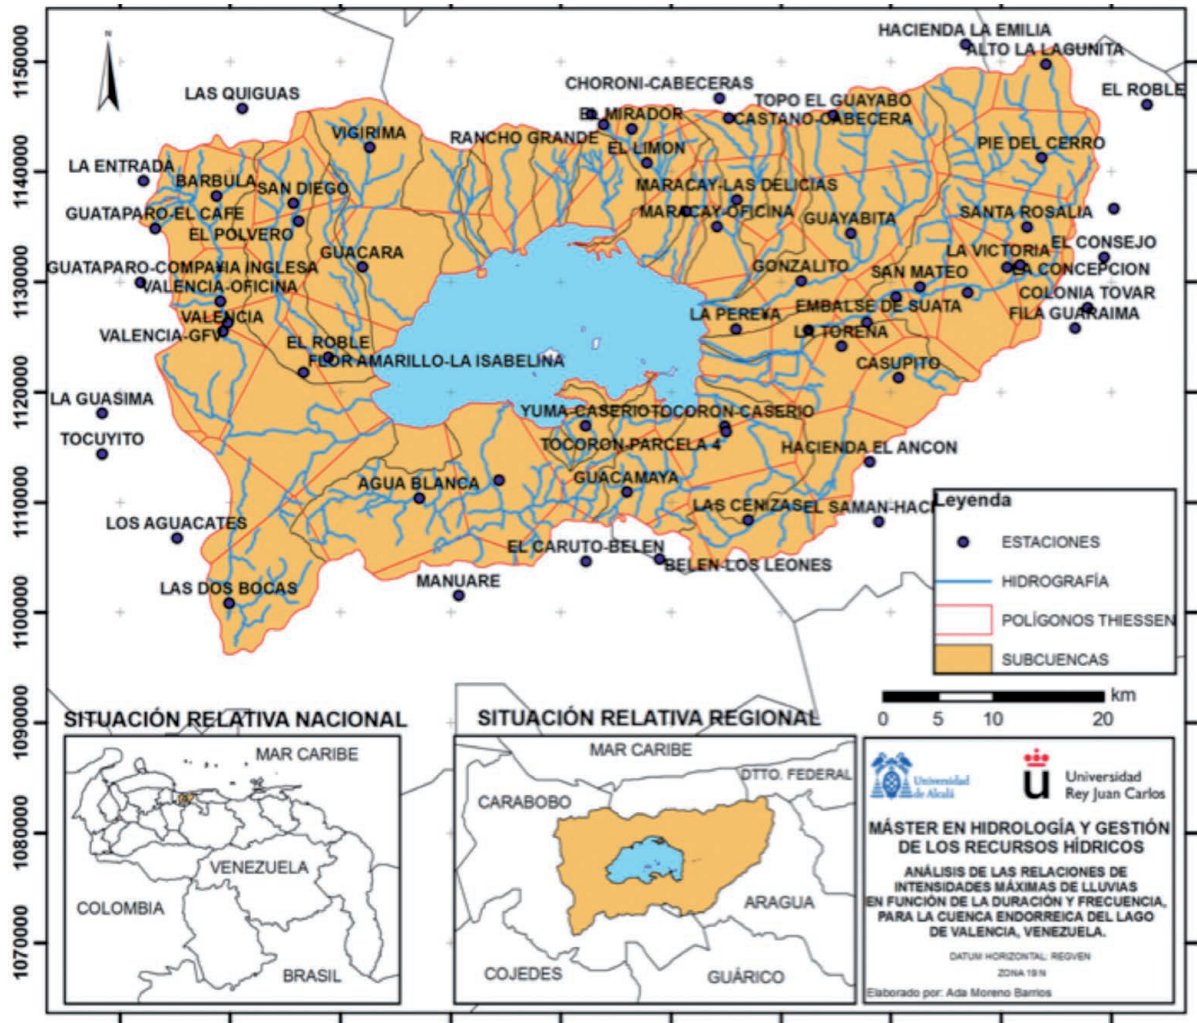 N
HACIENDA LA EMILIA
ALTO LA LAGUNITA
EL ROBLE
LAS QUIGUAS
CHORONI-CABECERAS
EL MIRADOR
TOPO EL GUAYABO
CASTANO-CABECERA
VIGIRIMA
RANCHO GRANDE
EL LIMON
PIE DEL CERRO
LA ENTRADA
BARBULA
SAN DIEGO
MARACAY-LAS DELICIAS
GUATAPARO-EL CAFE
MARACAY-OFICINA
GUAYABITA
SANTA ROSALIA
EL POLVERO
GUACARA
LA VICTORIA
EL CONSEJO
GUATAPARO-COMPA¥IA INGLESA
GONZALITO
SAN MATEO
LA CONCEPCION
VALENCIA-OFICINA
COLONIA TOVAR
VALENCIA
LA PERE¥A
EMBALSE DE SUATA
FILA GUARAIMA
VALENCIA-GFV
EL ROBLE
LA TORENA
FLOR AMARILLO-LA ISABELINA
CASUPITO
LA GUASIMA
YUMA-CASERIO
TOCORON-CASERIO
TOCUYITO
TOCORON-PARCELA 4
HACIENDA EL ANCON
AGUA BLANCA
GUACAMAYA
LAS CENIZAS
EL SAMAN-HACI
LOS AGUACATES
EL CARUTO-BELEN
BELEN-LOS LEONES
LAS DOS BOCAS
MANUARE
1150000
1140000
1130000
1120000
1110000
1100000
1090000
1080000
1070000
Leyenda
ESTACIONES
HIDROGRAFÍA
POLÍGONOS THIESSEN
SUBCUENCAS
km
0 5 10 20
SITUACIÓN RELATIVA NACIONAL
MAR CARIBE
VENEZUELA
COLOMBIA
BRASIL
SITUACIÓN RELATIVA REGIONAL
MAR CARIBE
DTTO. FEDERAL
CARABOBO
ARAGUA
COJEDES
GUÁRICO
Universidad
de Alcalá
u
Universidad
Rey Juan Carlos
MÁSTER EN HIDROLOGÍA Y GESTIÓN
DE LOS RECURSOS HÍDRICOS
ANÁLISIS DE LAS RELACIONES DE
INTENSIDADES MÁXIMAS DE LLUVIAS
EN FUNCIÓN DE LA DURACIÓN Y FRECUENCIA,
PARA LA CUENCA ENDORREICA DEL LAGO
DE VALENCIA, VENEZUELA.
DATUM HORIZONTAL: REGVEN
ZONA 19 N
Elaborado por: Ada Moreno Barrios